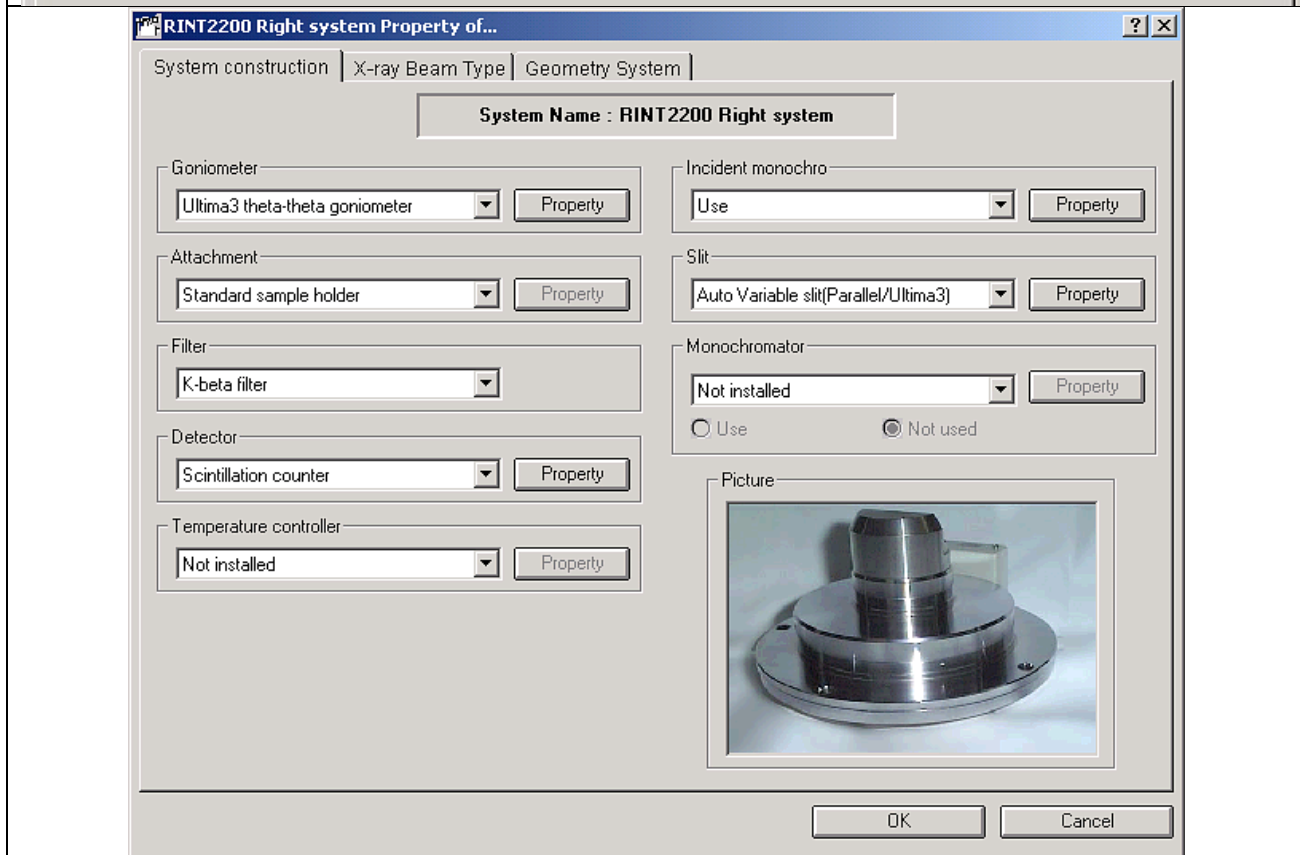 RINT2200 Right system Property of...
System construction
X-ray Beam Type
Geometry System
System Name : RINT2200 Right system
Goniometer
Ultima3 theta-theta goniometer
Property
Attachment
Standard sample holder
Property
Filter
K-beta filter
Detector
Scintillation counter
Property
Temperature controller
Not installed
Property
Incident monochro
Use
Property
Slit
Auto Variable slit(Parallel/Ultima3)
Property
Monochromator
Not installed
Property
Use
Not used
Picture
OK
Cancel